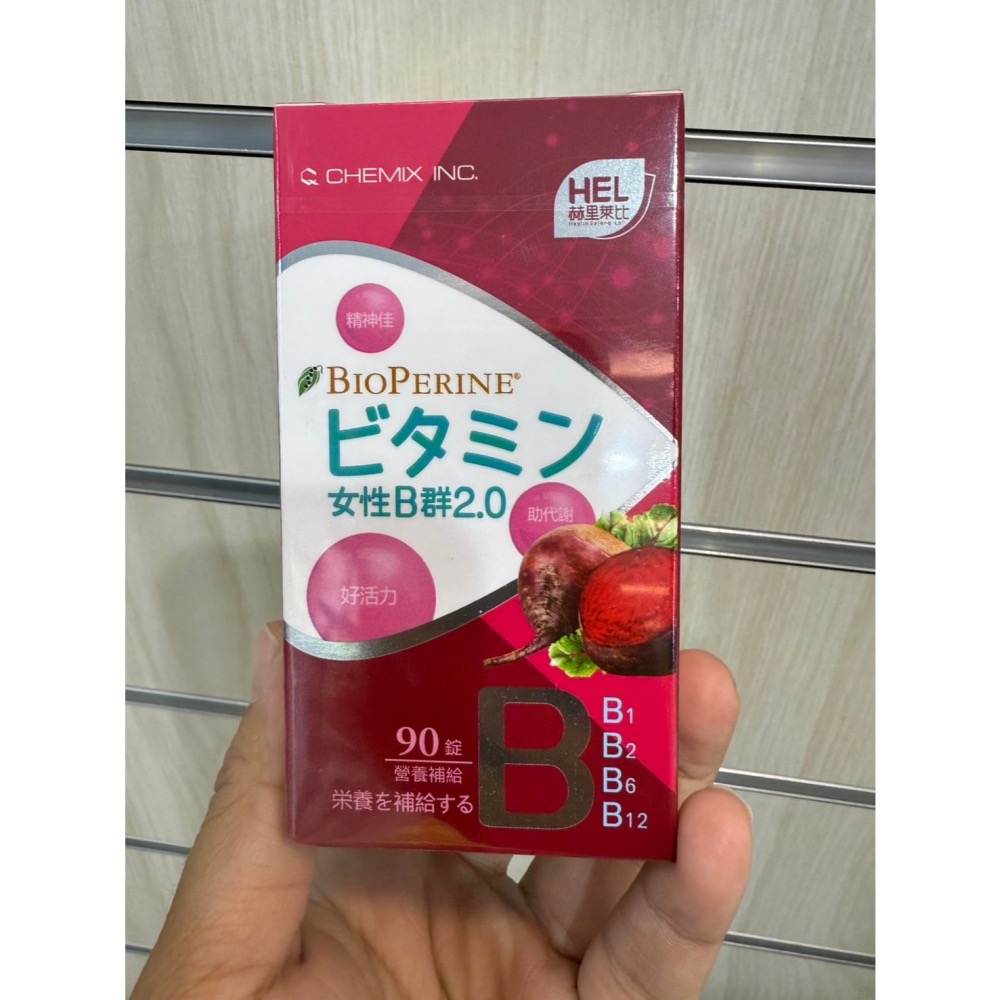 CHEMIX INC.
HEL
赫里萊比
精神佳
BIOPERINE®
ビタミン
女性B群2.0
助代謝
好活力
90錠
營養補給
栄養を補給する
B
B1
B2
B6
B12